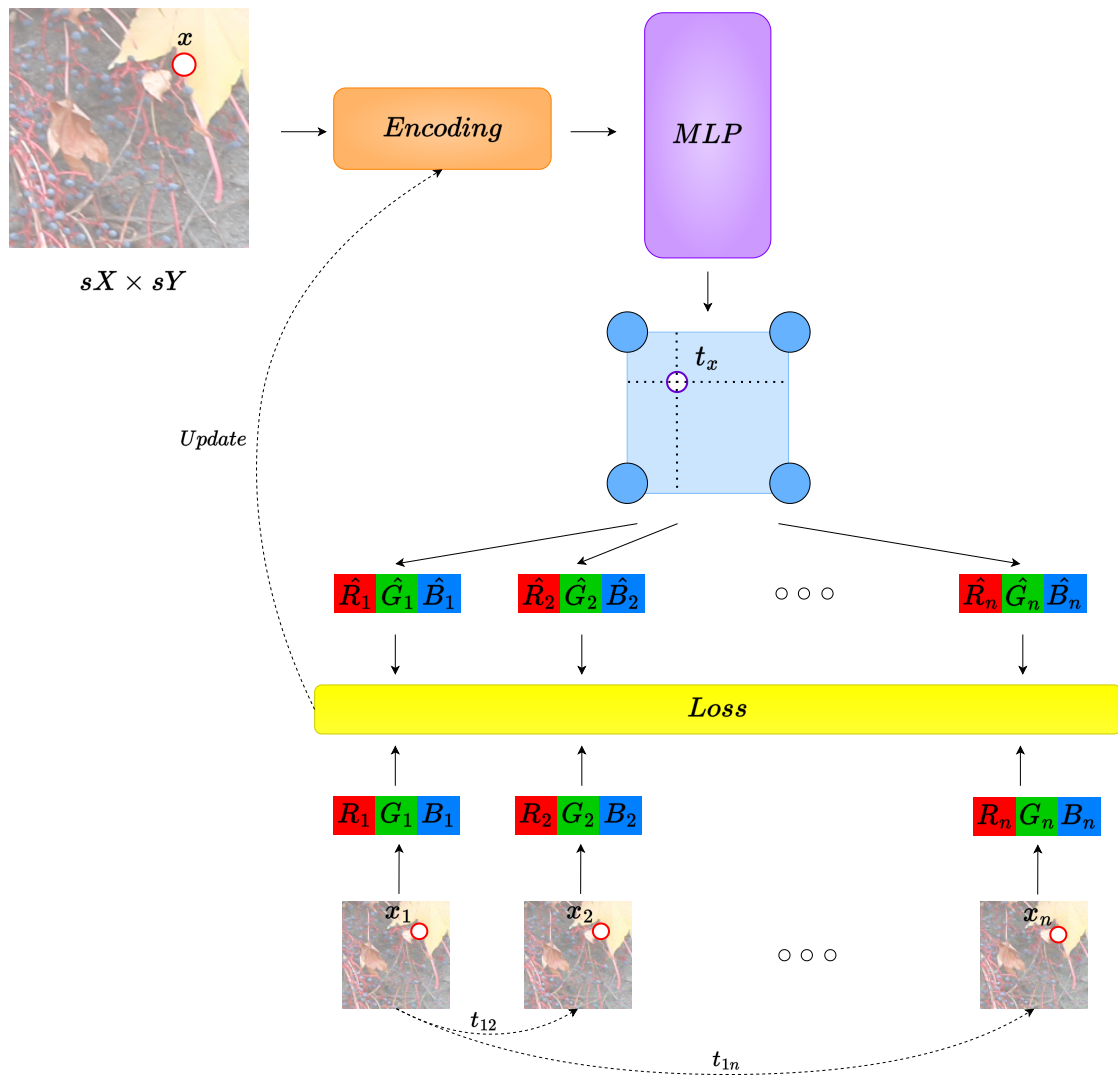 x
sX × sY
Encoding
MLP
t_x
Update
R̂_1 Ĝ_1 B̂_1
R̂_2 Ĝ_2 B̂_2
R̂_n Ĝ_n B̂_n
Loss
R_1 G_1 B_1
R_2 G_2 B_2
R_n G_n B_n
x_1
x_2
x_n
t_12
t_1n